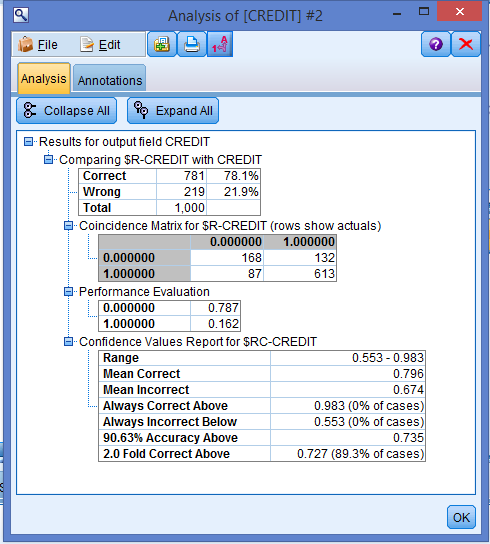 Analysis of [CREDIT] #2
File Edit
Analysis Annotations
Collapse All Expand All
Results for output field CREDIT
Comparing $R-CREDIT with CREDIT
Correct 781 78.1%
Wrong 219 21.9%
Total 1,000
Coincidence Matrix for $R-CREDIT (rows show actuals)
0.000000 1.000000
0.000000 168 132
1.000000 87 613
Performance Evaluation
0.000000 0.787
1.000000 0.162
Confidence Values Report for $RC-CREDIT
Range 0.553 - 0.983
Mean Correct 0.796
Mean Incorrect 0.674
Always Correct Above 0.983 (0% of cases)
Always Incorrect Below 0.553 (0% of cases)
90.63% Accuracy Above 0.735
2.0 Fold Correct Above 0.727 (89.3% of cases)
OK